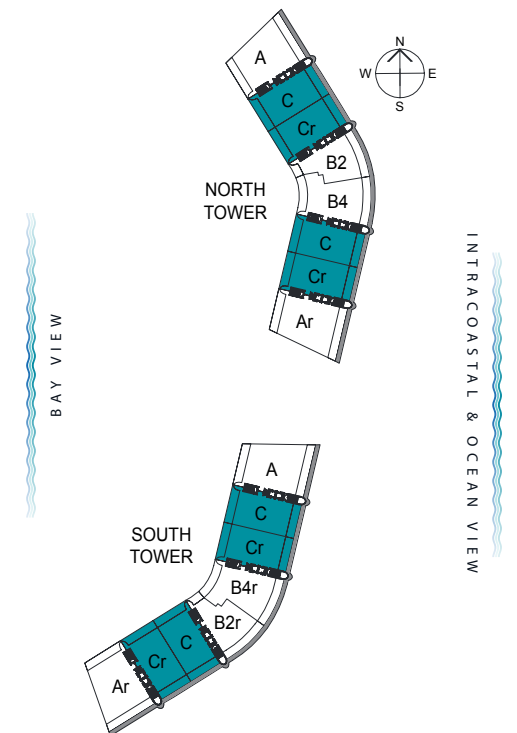 A
N
W
E
S
C
Cr
B2
NORTH
TOWER
B4
C
Cr
Ar
BAY VIEW
INTRACOASTAL & OCEAN VIEW
A
C
SOUTH
TOWER
Cr
B4r
B2r
C
Cr
Ar